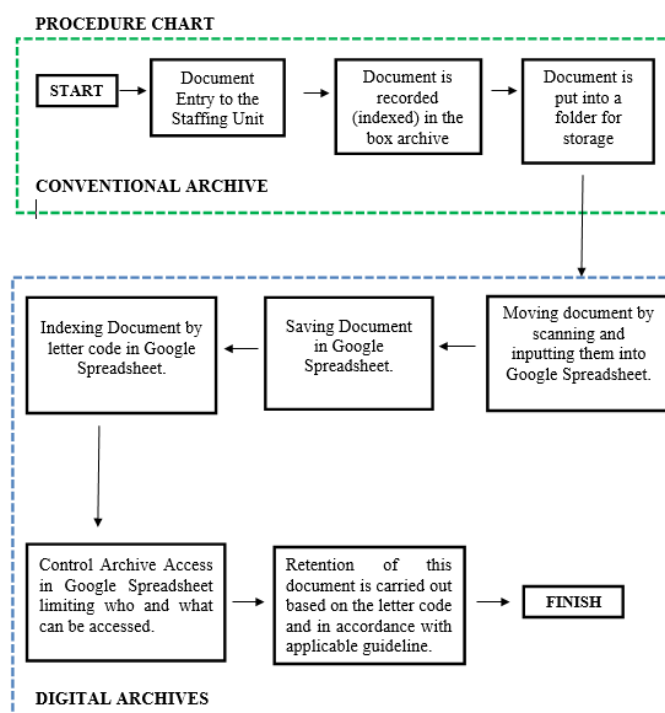 PROCEDURE CHART
START
Document
Entry to the
Staffing Unit
Document is
recorded
(indexed) in the
box archive
Document is
put into a
folder for
storage
CONVENTIONAL ARCHIVE
Moving document by
scanning and
inputting them into
Google Spreadsheet.
Saving Document
in Google
Spreadsheet.
Indexing Document by
letter code in Google
Spreadsheet.
Control Archive Access
in Google Spreadsheet
limiting who and what
can be accessed.
Retention of this
document is carried out
based on the letter code
and in accordance with
applicable guideline.
FINISH
DIGITAL ARCHIVES